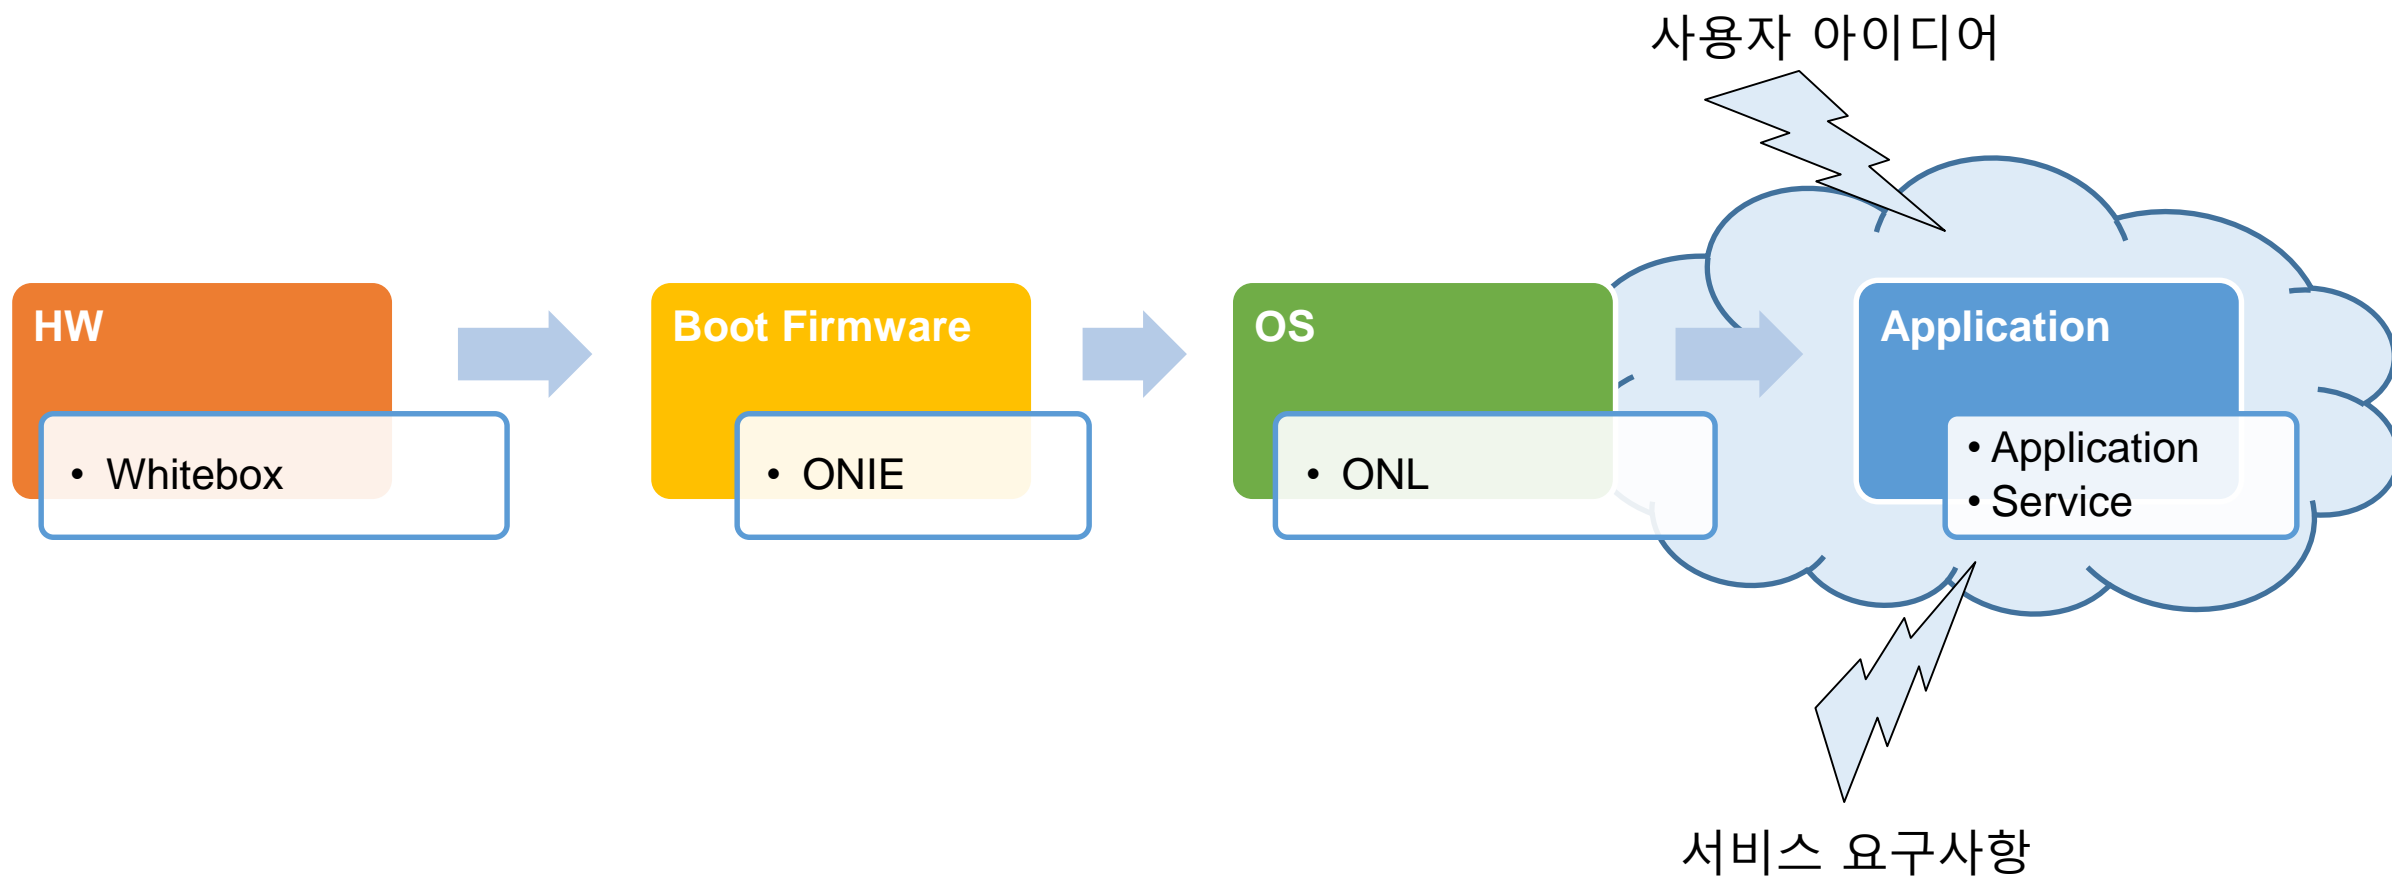 사용자 아이디어
HW
• Whitebox
Boot Firmware
• ONIE
OS
• ONL
Application
• Application
• Service
서비스 요구사항